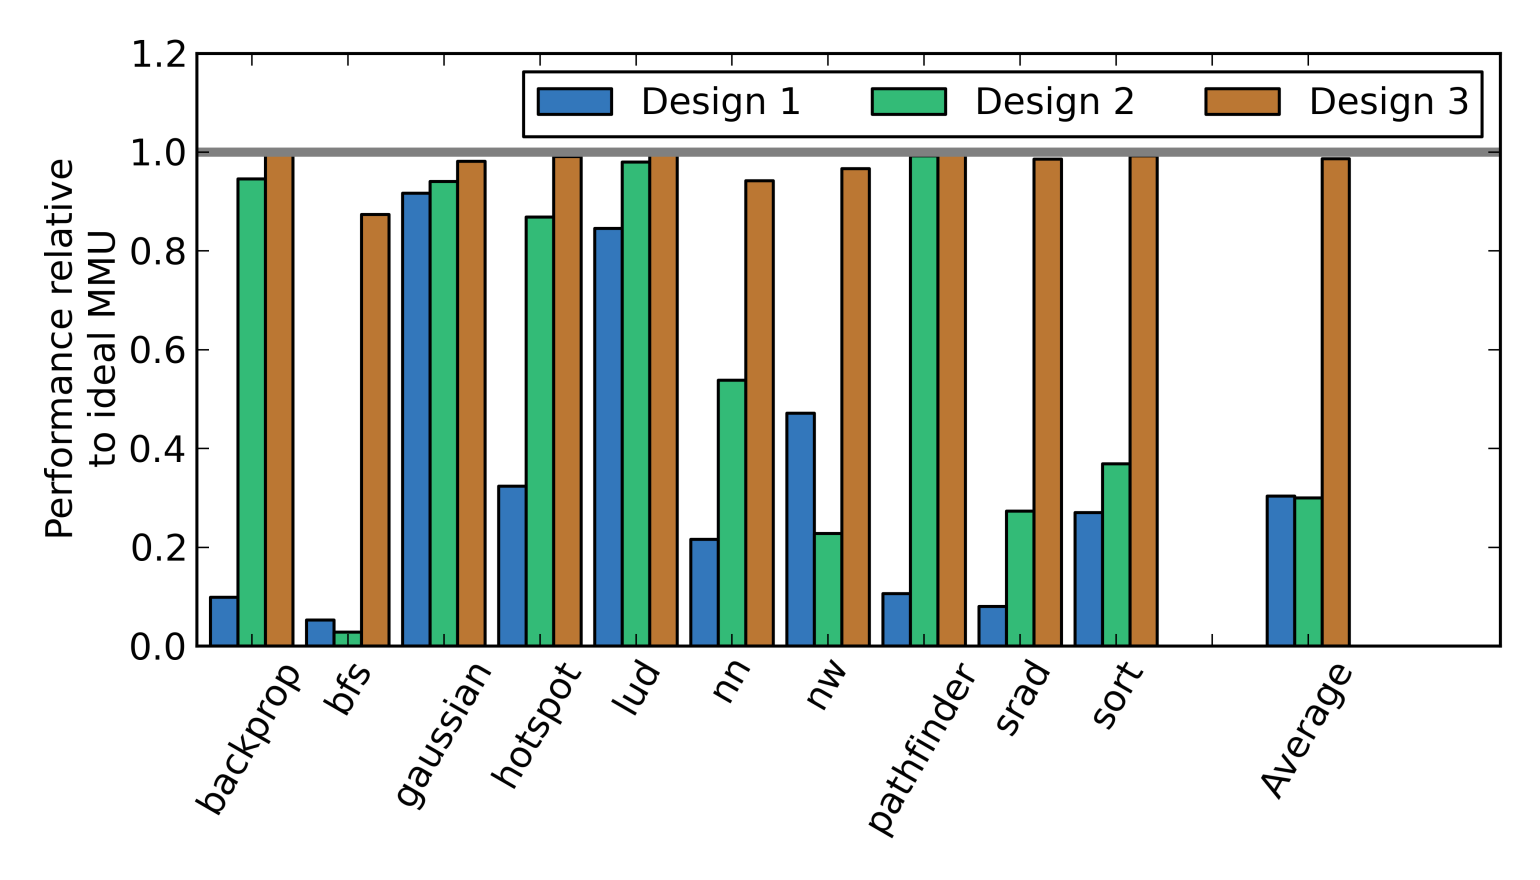 1.2
Design 1 Design 2 Design 3
1.0
0.8
0.6
0.4
0.2
0.0
Performance relative
to ideal MMU
backprop
bfs
gaussian
hotspot
lud
nn
nw
pathfinder
srad
sort
Average